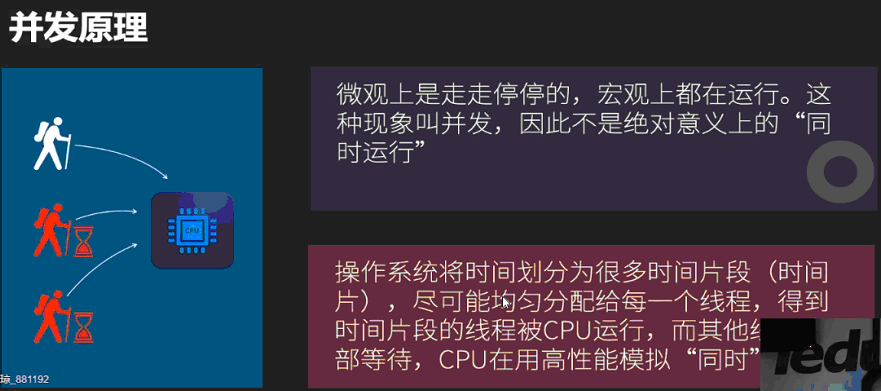 并发原理
微观上是走走停停的，宏观上都在运行。这
种现象叫并发，因此不是绝对意义上的“同
时运行”
CPU
操作系统将时间划分为很多时间片段（时间
片），尽可能均匀分配给每一个线程，得到
时间片段的线程被CPU运行，而其他
部等待，CPU在用高性能模拟“同时”
tedu
琼_881192